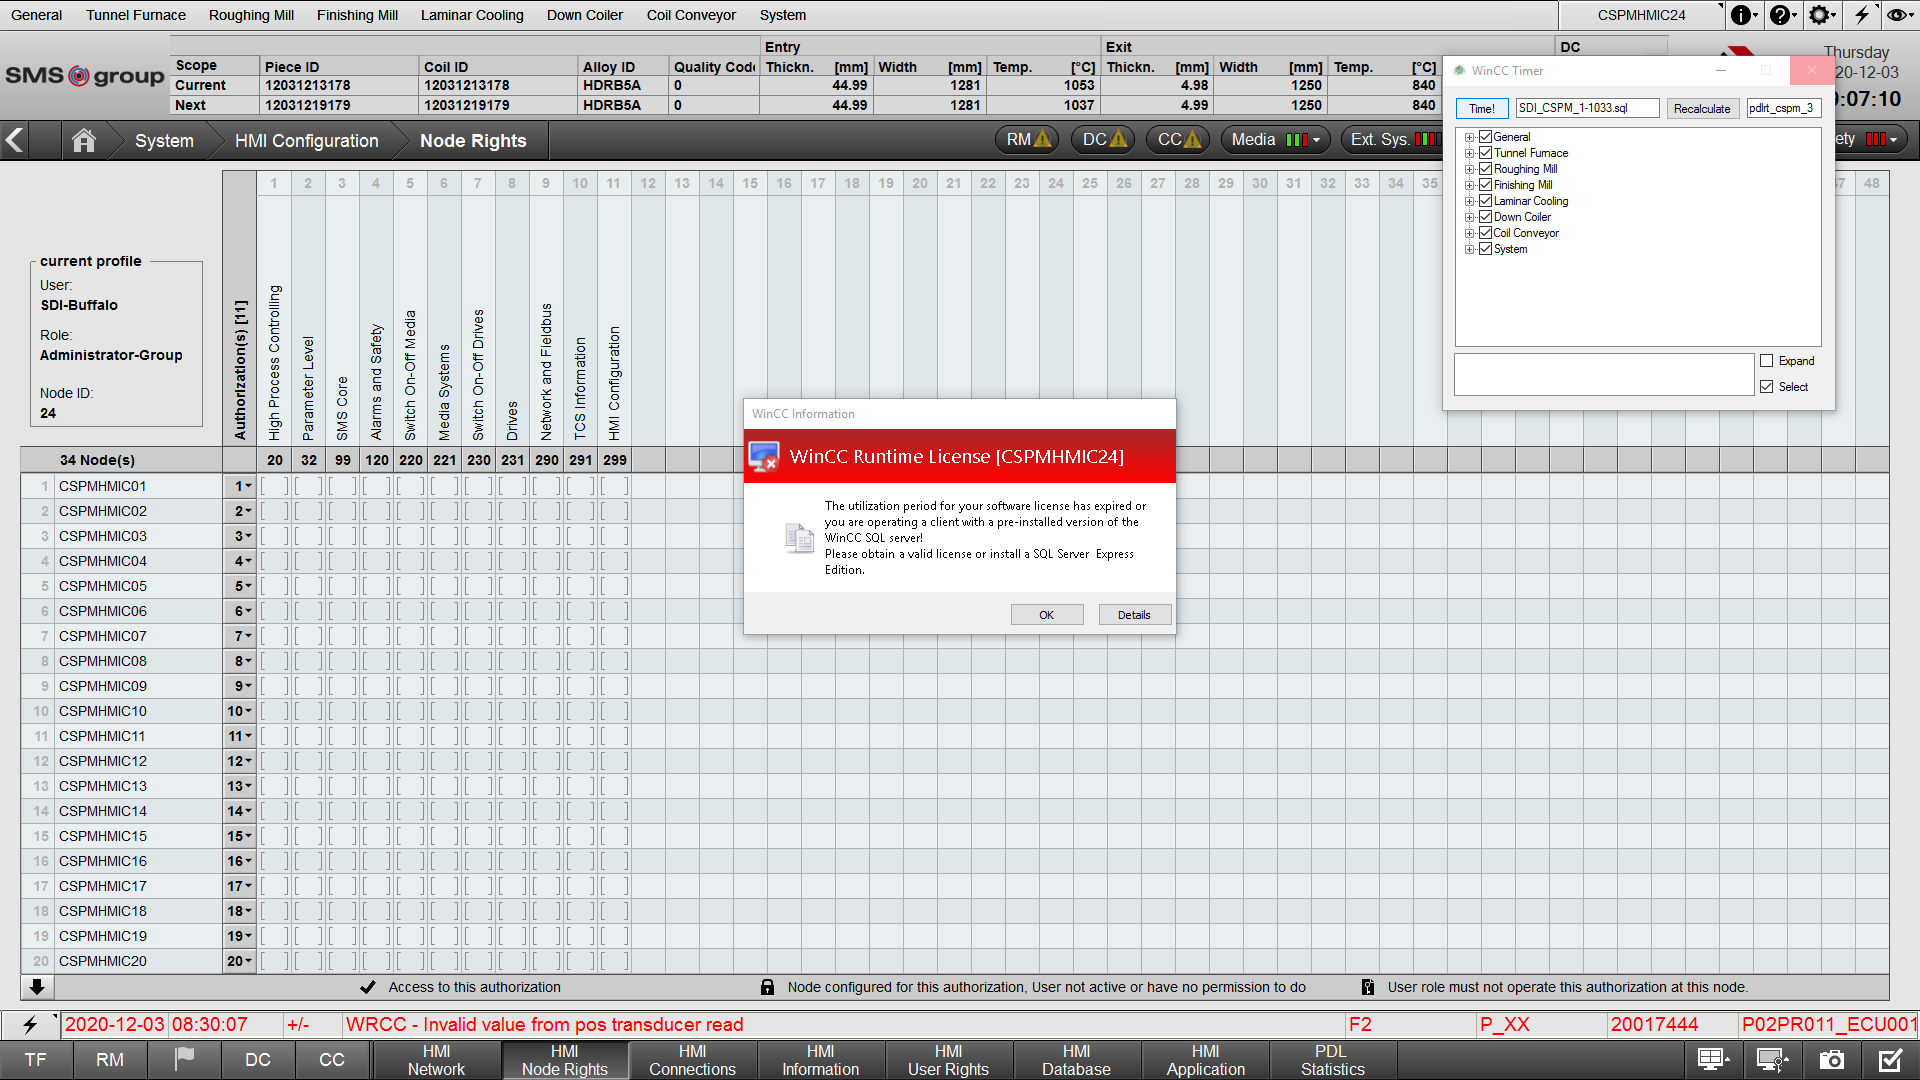 General Tunnel Furnace Roughing Mill Finishing Mill Laminar Cooling Down Coiler Coil Conveyor System CSPMHMIC24
SMS group
Entry Exit DC
Scope Piece ID Coil ID Alloy ID Quality Code Thickn. [mm] Width [mm] Temp. [°C] Thickn. [mm] Width [mm] Temp. [°C]
Current 12031213178 12031213178 HDRB5A 0 44.99 1281 1053 4.98 1250 840
Next 12031219179 12031219179 HDRB5A 0 44.99 1281 1037 4.99 1250 840
Thursday
20-12-03
:07:10
System HMI Configuration Node Rights RM DC CC Media Ext. Sys. ety
WinCC Timer
Time! SDI_CSPM_1-1033.sql Recalculate pdlrt_cspm_3
General
Tunnel Furnace
Roughing Mill
Finishing Mill
Laminar Cooling
Down Coiler
Coil Conveyor
System
Expand
Select
1 2 3 4 5 6 7 8 9 10 11 12 13 14 15 16 17 18 19 20 21 22 23 24 25 26 27 28 29 30 31 32 33 34 35 47 48
current profile
User:
SDI-Buffalo
Role:
Administrator-Group
Node ID:
24
Authorization(s) [11]
High Process Controlling
Parameter Level
SMS Core
Alarms and Safety
Switch On-Off Media
Media Systems
Switch On-Off Drives
Drives
Network and Fieldbus
TCS Information
HMI Configuration
34 Node(s) 20 32 99 120 220 221 230 231 290 291 299
1 CSPMHMIC01 1
2 CSPMHMIC02 2
3 CSPMHMIC03 3
4 CSPMHMIC04 4
5 CSPMHMIC05 5
6 CSPMHMIC06 6
7 CSPMHMIC07 7
8 CSPMHMIC08 8
9 CSPMHMIC09 9
10 CSPMHMIC10 10
11 CSPMHMIC11 11
12 CSPMHMIC12 12
13 CSPMHMIC13 13
14 CSPMHMIC14 14
15 CSPMHMIC15 15
16 CSPMHMIC16 16
17 CSPMHMIC17 17
18 CSPMHMIC18 18
19 CSPMHMIC19 19
20 CSPMHMIC20 20
WinCC Information
WinCC Runtime License [CSPMHMIC24]
The utilization period for your software license has expired or
you are operating a client with a pre-installed version of the
WinCC SQL server!
Please obtain a valid license or install a SQL Server Express
Edition.
OK Details
Access to this authorization Node configured for this authorization, User not active or have no permission to do User role must not operate this authorization at this node.
2020-12-03 08:30:07 +/- WRCC - Invalid value from pos transducer read F2 P_XX 20017444 P02PR011_ECU001
TF RM DC CC HMI Network HMI Node Rights HMI Connections HMI Information HMI User Rights HMI Database HMI Application PDL Statistics